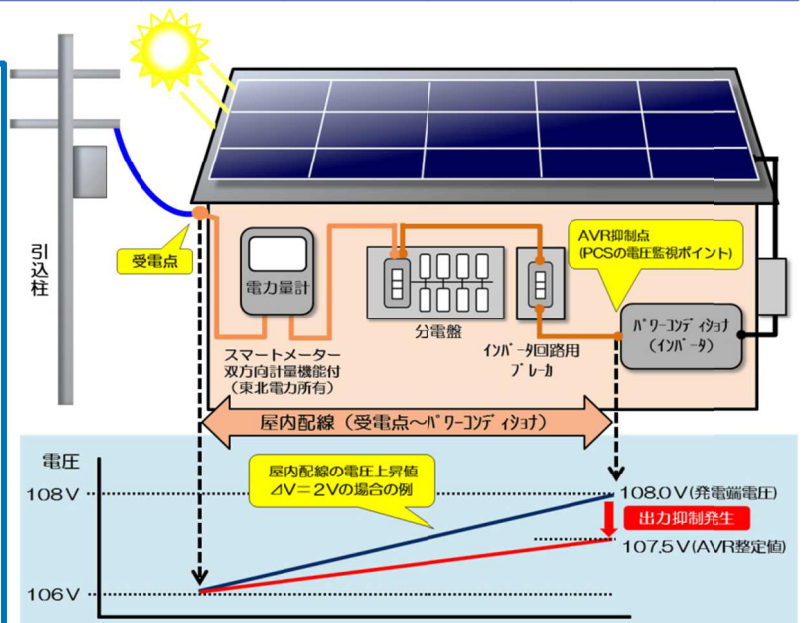 引込柱
受電点
電力量計
スマートメーター
双方向計量機能付
(東北電力所有)
分電盤
インバータ回路用
ブレーカ
AVR抑制点
(PCSの電圧監視ポイント)
パワーコンディショナ
(インバータ)
屋内配線(受電点~パワーコンディショナ)
電圧
屋内配線の電圧上昇値
⊿V=2Vの場合の例
108V
108.0V(発電端電圧)
出力抑制発生
107.5V(AVR整定値)
106V